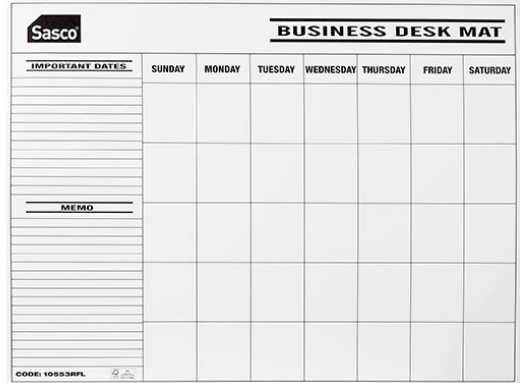 Sasco
BUSINESS DESK MAT
IMPORTANT DATES
SUNDAY MONDAY TUESDAY WEDNESDAY THURSDAY FRIDAY SATURDAY
MEMO
CODE: 10553RFL